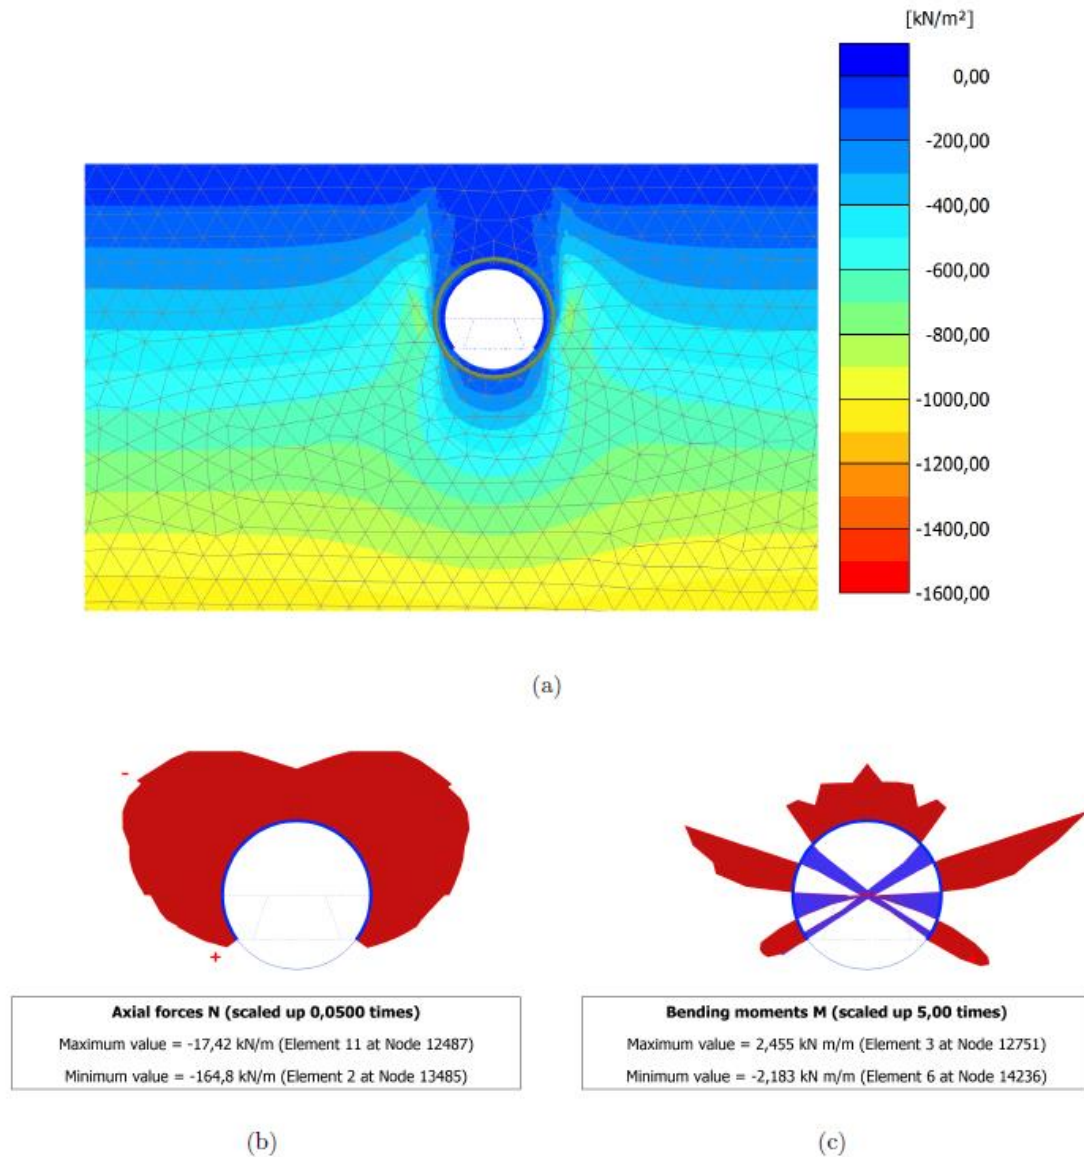 [kN/m²]
0,00
-200,00
-400,00
-600,00
-800,00
-1000,00
-1200,00
-1400,00
-1600,00
(a)
-
+
Axial forces N (scaled up 0,0500 times)
Maximum value = -17,42 kN/m (Element 11 at Node 12487)
Minimum value = -164,8 kN/m (Element 2 at Node 13485)
(b)
Bending moments M (scaled up 5,00 times)
Maximum value = 2,455 kN m/m (Element 3 at Node 12751)
Minimum value = -2,183 kN m/m (Element 6 at Node 14236)
(c)